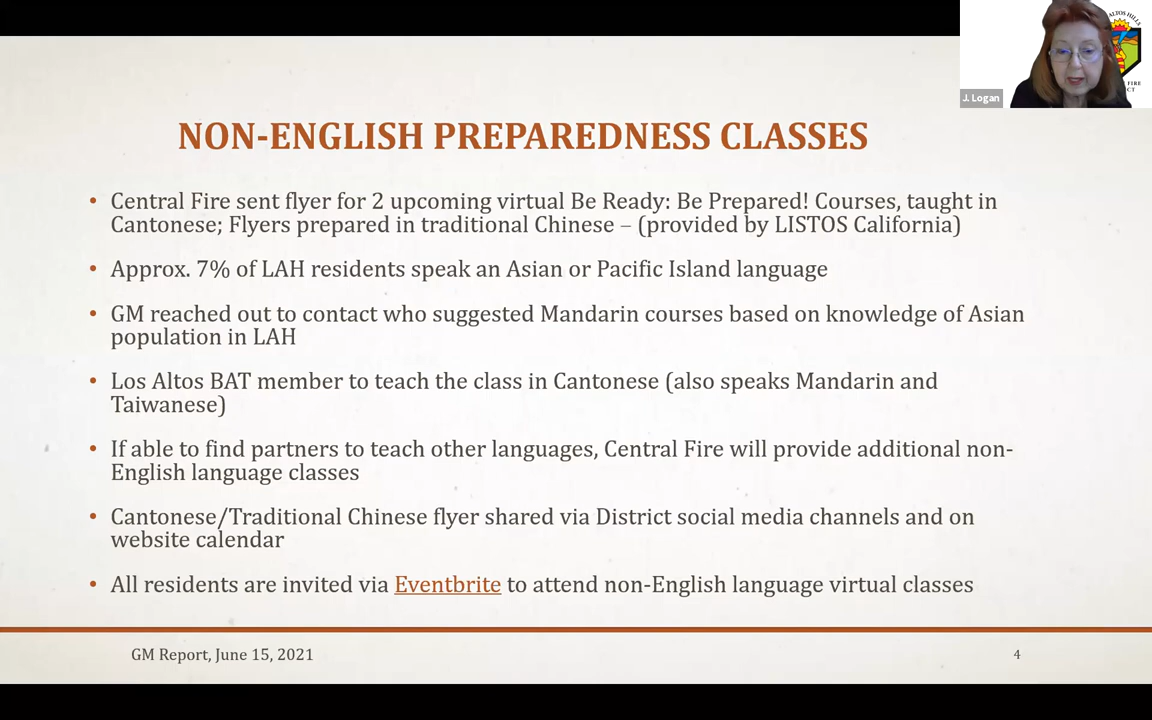 ALTOS HILLS
FIRE
CT
J. Logan
NON-ENGLISH PREPAREDNESS CLASSES
• Central Fire sent flyer for 2 upcoming virtual Be Ready: Be Prepared! Courses, taught in
Cantonese; Flyers prepared in traditional Chinese – (provided by LISTOS California)
• Approx. 7% of LAH residents speak an Asian or Pacific Island language
• GM reached out to contact who suggested Mandarin courses based on knowledge of Asian
population in LAH
• Los Altos BAT member to teach the class in Cantonese (also speaks Mandarin and
Taiwanese)
• If able to find partners to teach other languages, Central Fire will provide additional non-
English language classes
• Cantonese/Traditional Chinese flyer shared via District social media channels and on
website calendar
• All residents are invited via Eventbrite to attend non-English language virtual classes
GM Report, June 15, 2021
4